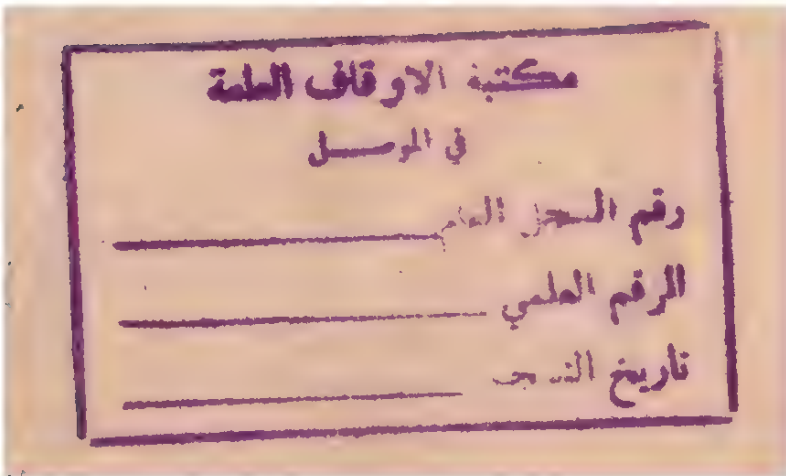 مكتبة الاوقاف العامة
في الموصل
رقم السجل العام
الرقم العلمي
تاريخ